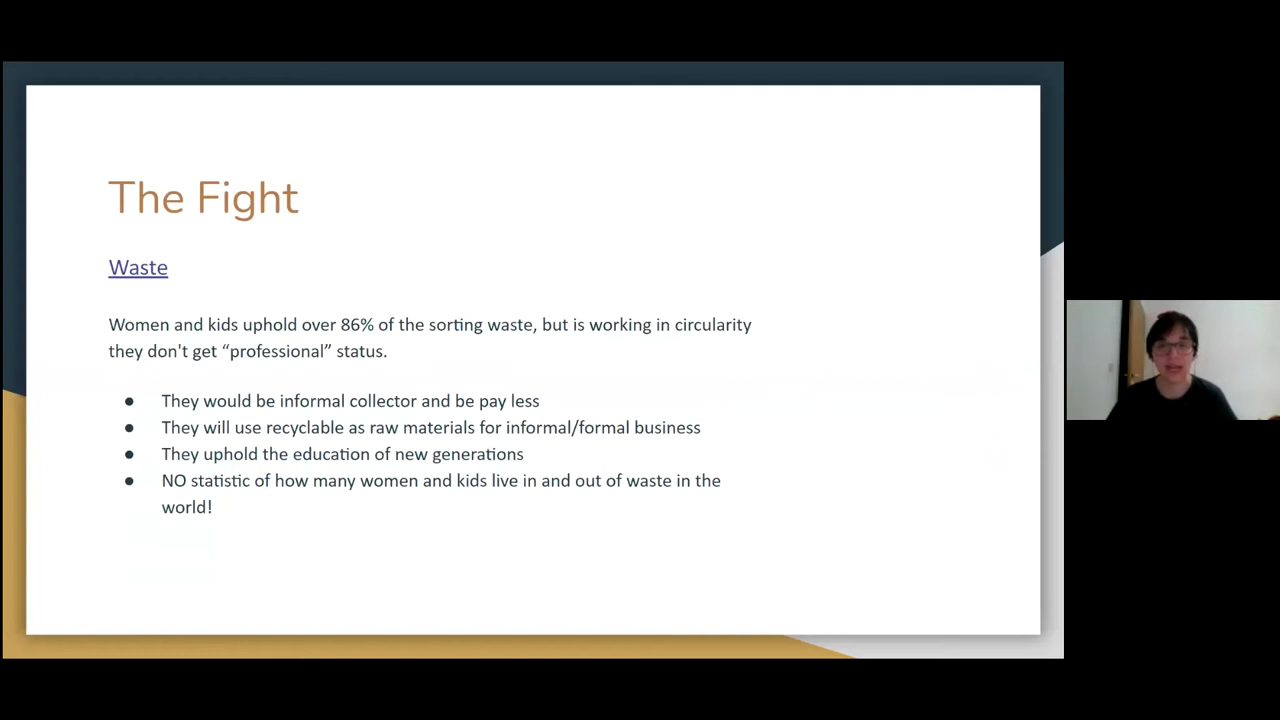 The Fight
Waste
Women and kids uphold over 86% of the sorting waste, but is working in circularity
they don't get “professional” status.
● They would be informal collector and be pay less
● They will use recyclable as raw materials for informal/formal business
● They uphold the education of new generations
● NO statistic of how many women and kids live in and out of waste in the
world!